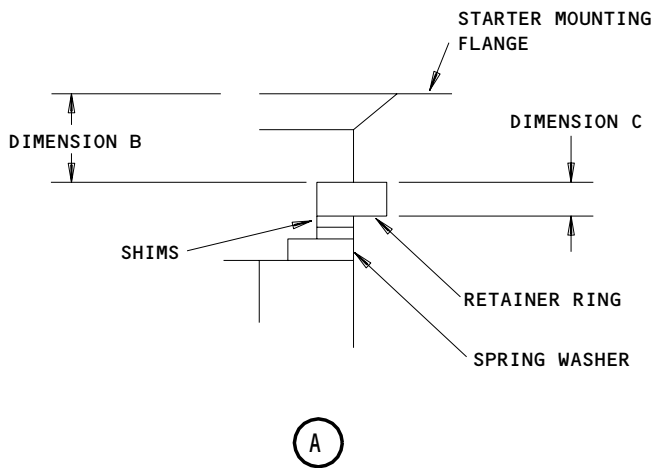 STARTER MOUNTING
FLANGE
DIMENSION C
DIMENSION B
SHIMS
RETAINER RING
SPRING WASHER
A